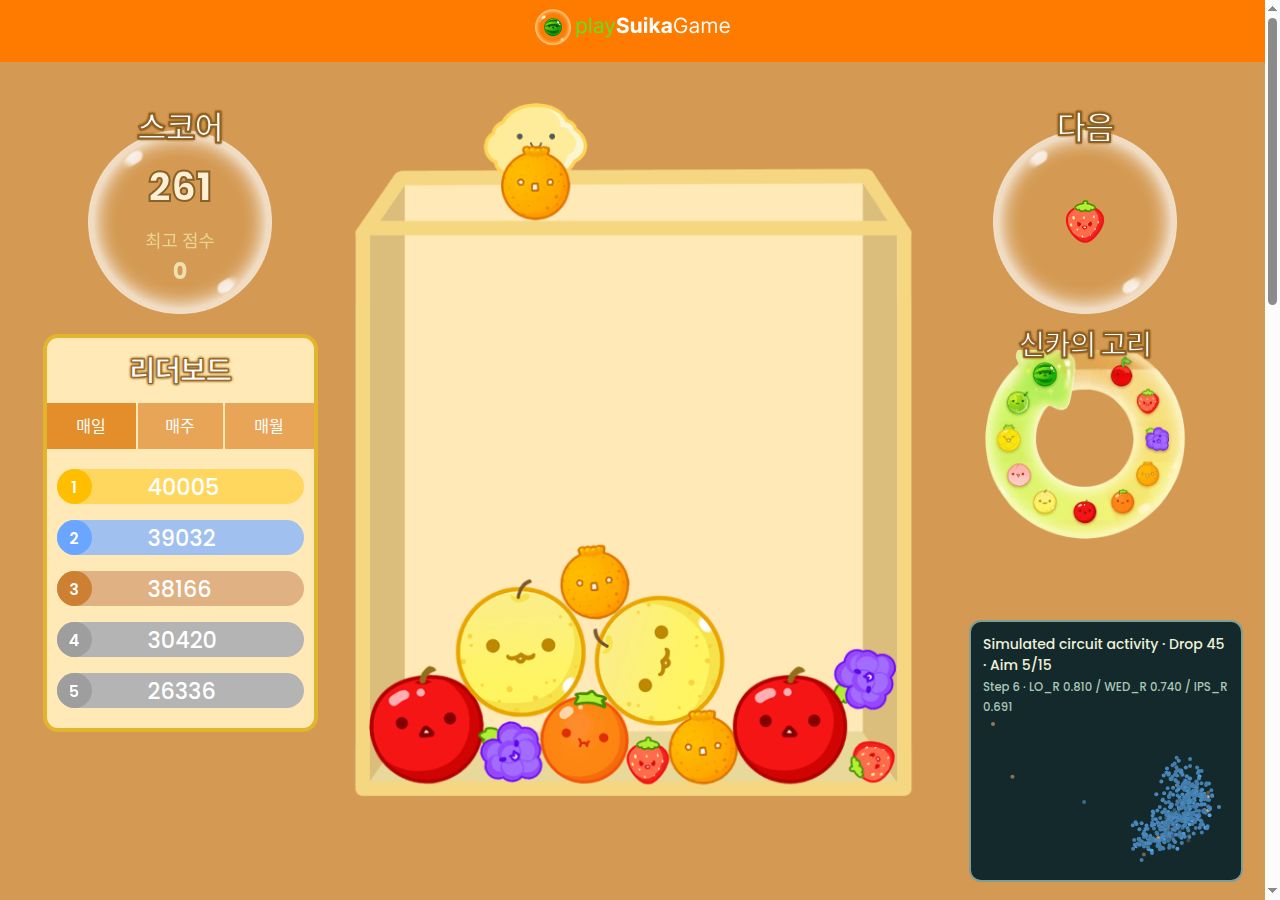 playSuikaGame
스코어
261
최고 점수
0
리더보드
매일 매주 매월
1 40005
2 39032
3 38166
4 30420
5 26336
다음
신카의 고리
Simulated circuit activity · Drop 45
· Aim 5/15
Step 6 · LO_R 0.810 / WED_R 0.740 / IPS_R
0.691